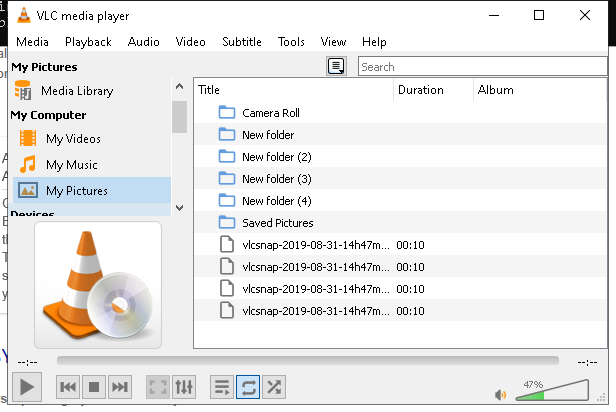 VLC media player
Media Playback Audio Video Subtitle Tools View Help
My Pictures
Search
Media Library
My Computer
My Videos
My Music
My Pictures
Devices
Title Duration Album
Camera Roll
New folder
New folder (2)
New folder (3)
New folder (4)
Saved Pictures
vlcsnap-2019-08-31-14h47m... 00:10
vlcsnap-2019-08-31-14h47m... 00:10
vlcsnap-2019-08-31-14h47m... 00:10
vlcsnap-2019-08-31-14h47m... 00:10
--:-- --:--
47%